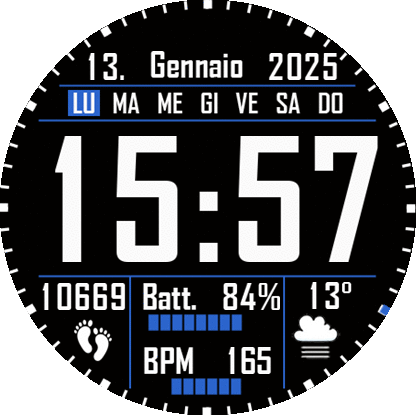 13. Gennaio 2025
LU MA ME GI VE SA DO
15:57
10669 Batt. 84% 13°
BPM 165